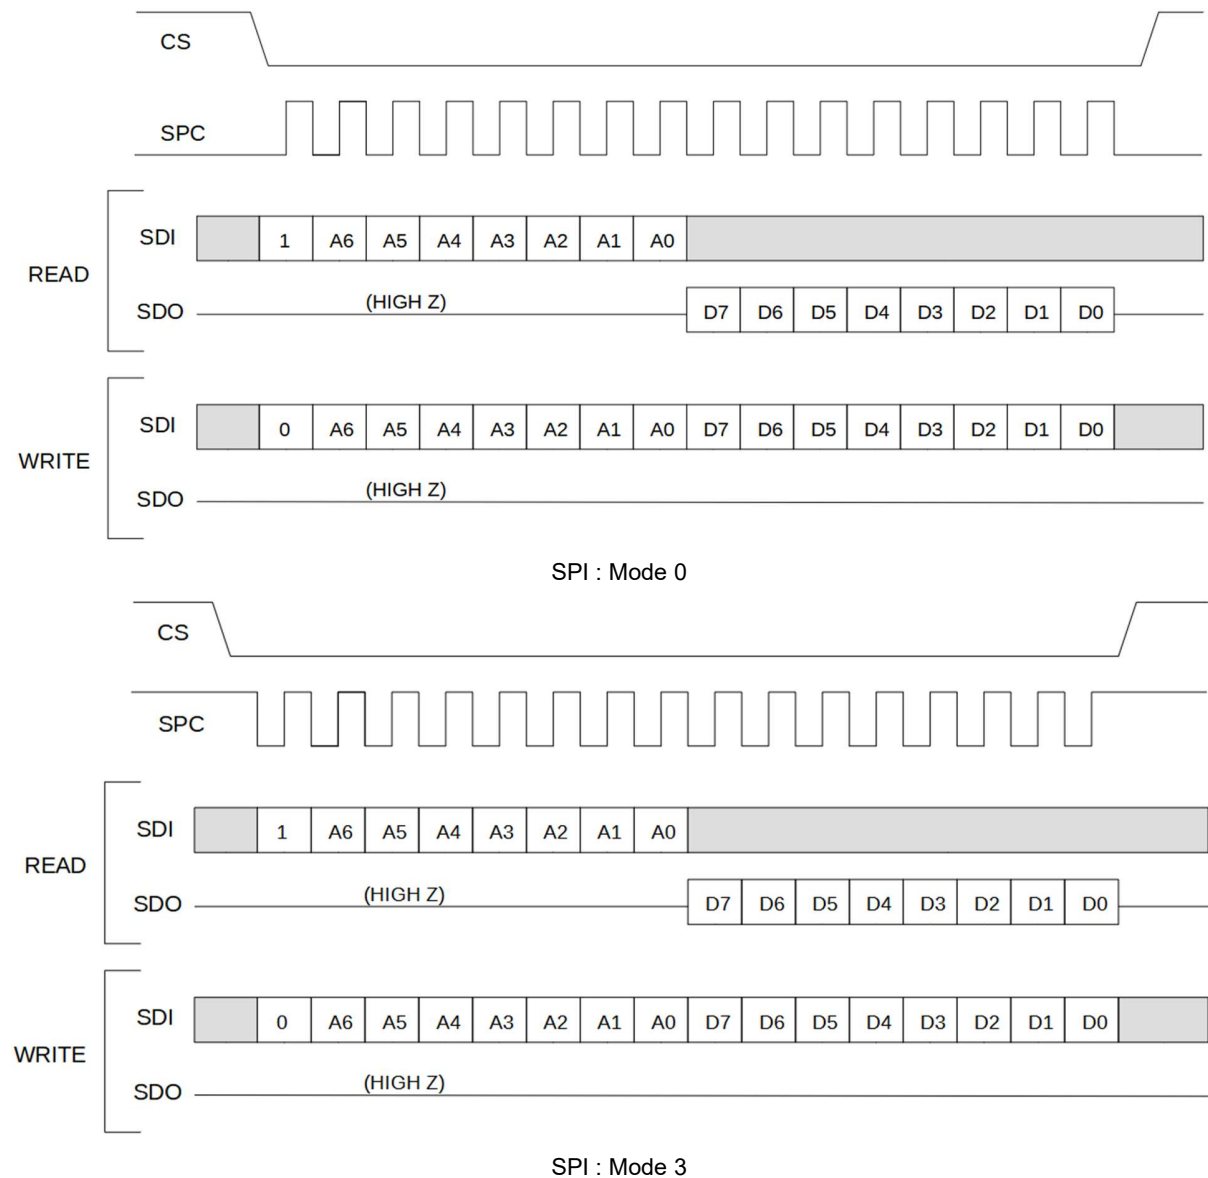 CS
SPC
READ
SDI 1 A6 A5 A4 A3 A2 A1 A0
SDO (HIGH Z) D7 D6 D5 D4 D3 D2 D1 D0
WRITE
SDI 0 A6 A5 A4 A3 A2 A1 A0 D7 D6 D5 D4 D3 D2 D1 D0
SDO (HIGH Z)
SPI : Mode 0
CS
SPC
READ
SDI 1 A6 A5 A4 A3 A2 A1 A0
SDO (HIGH Z) D7 D6 D5 D4 D3 D2 D1 D0
WRITE
SDI 0 A6 A5 A4 A3 A2 A1 A0 D7 D6 D5 D4 D3 D2 D1 D0
SDO (HIGH Z)
SPI : Mode 3